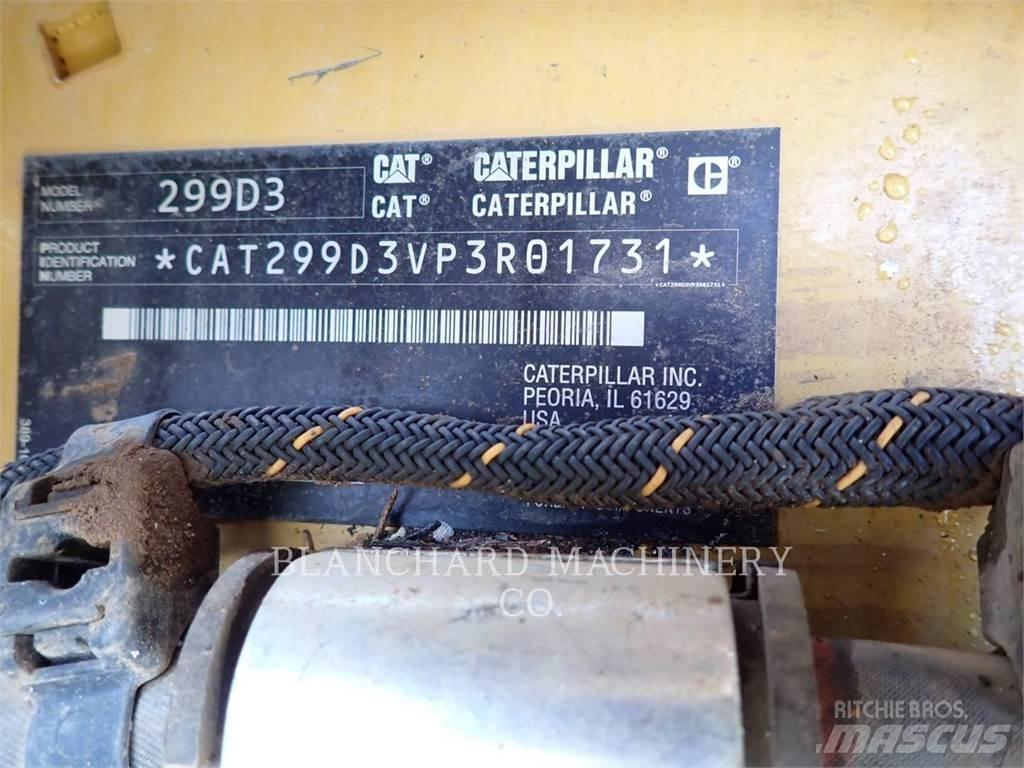 MODEL
NUMBER
299D3
CAT® CATERPILLAR®
CAT® CATERPILLAR®
PRODUCT
IDENTIFICATION
NUMBER
*CAT299D3VP3R01731*
*CAT299D3VP3R01731*
CATERPILLAR INC.
PEORIA, IL 61629
USA
BLANCHARD MACHINERY
CO.
RITCHIE BROS.
MASCUS